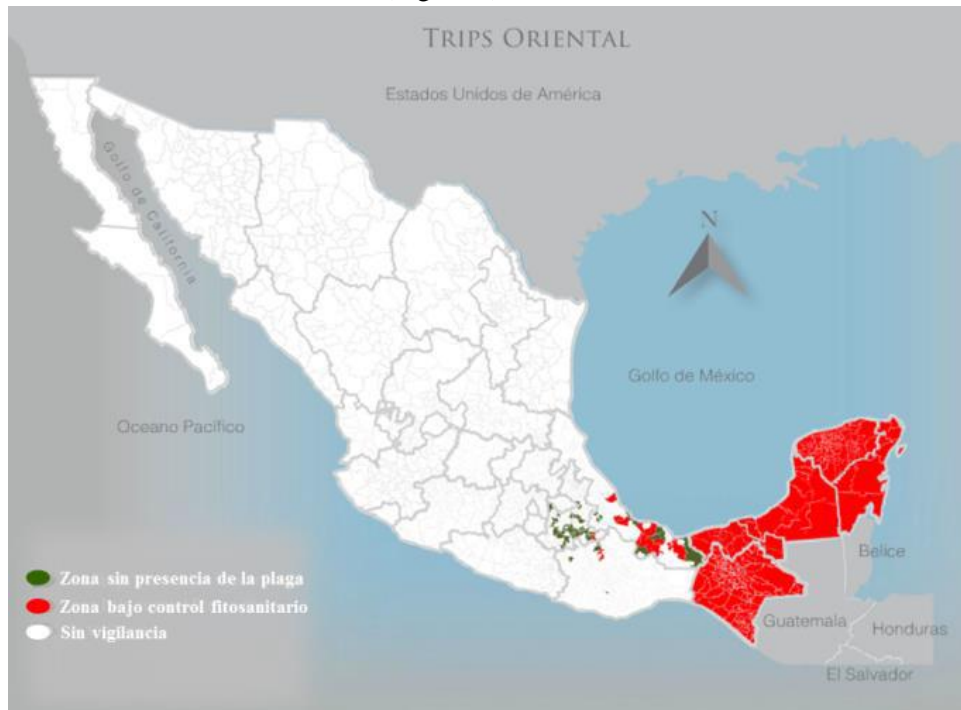 TRIPS ORIENTAL
Estados Unidos de América
Golfo de California
N
Golfo de México
Oceano Pacífico
Belice
Zona sin presencia de la plaga
Zona bajo control fitosanitario
Sin vigilancia
Guatemala
Honduras
El Salvador